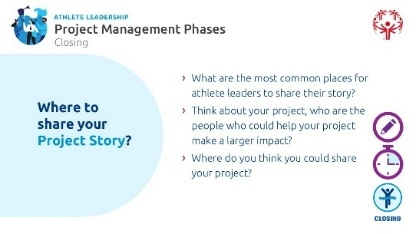 ATHLETE LEADERSHIP
Project Management Phases
Closing
Where to
share your
Project Story?
› What are the most common places for
athlete leaders to share their story?
› Think about your project, who are the
people who could help your project
make a larger impact?
› Where do you think you could share
your project?
CLOSING